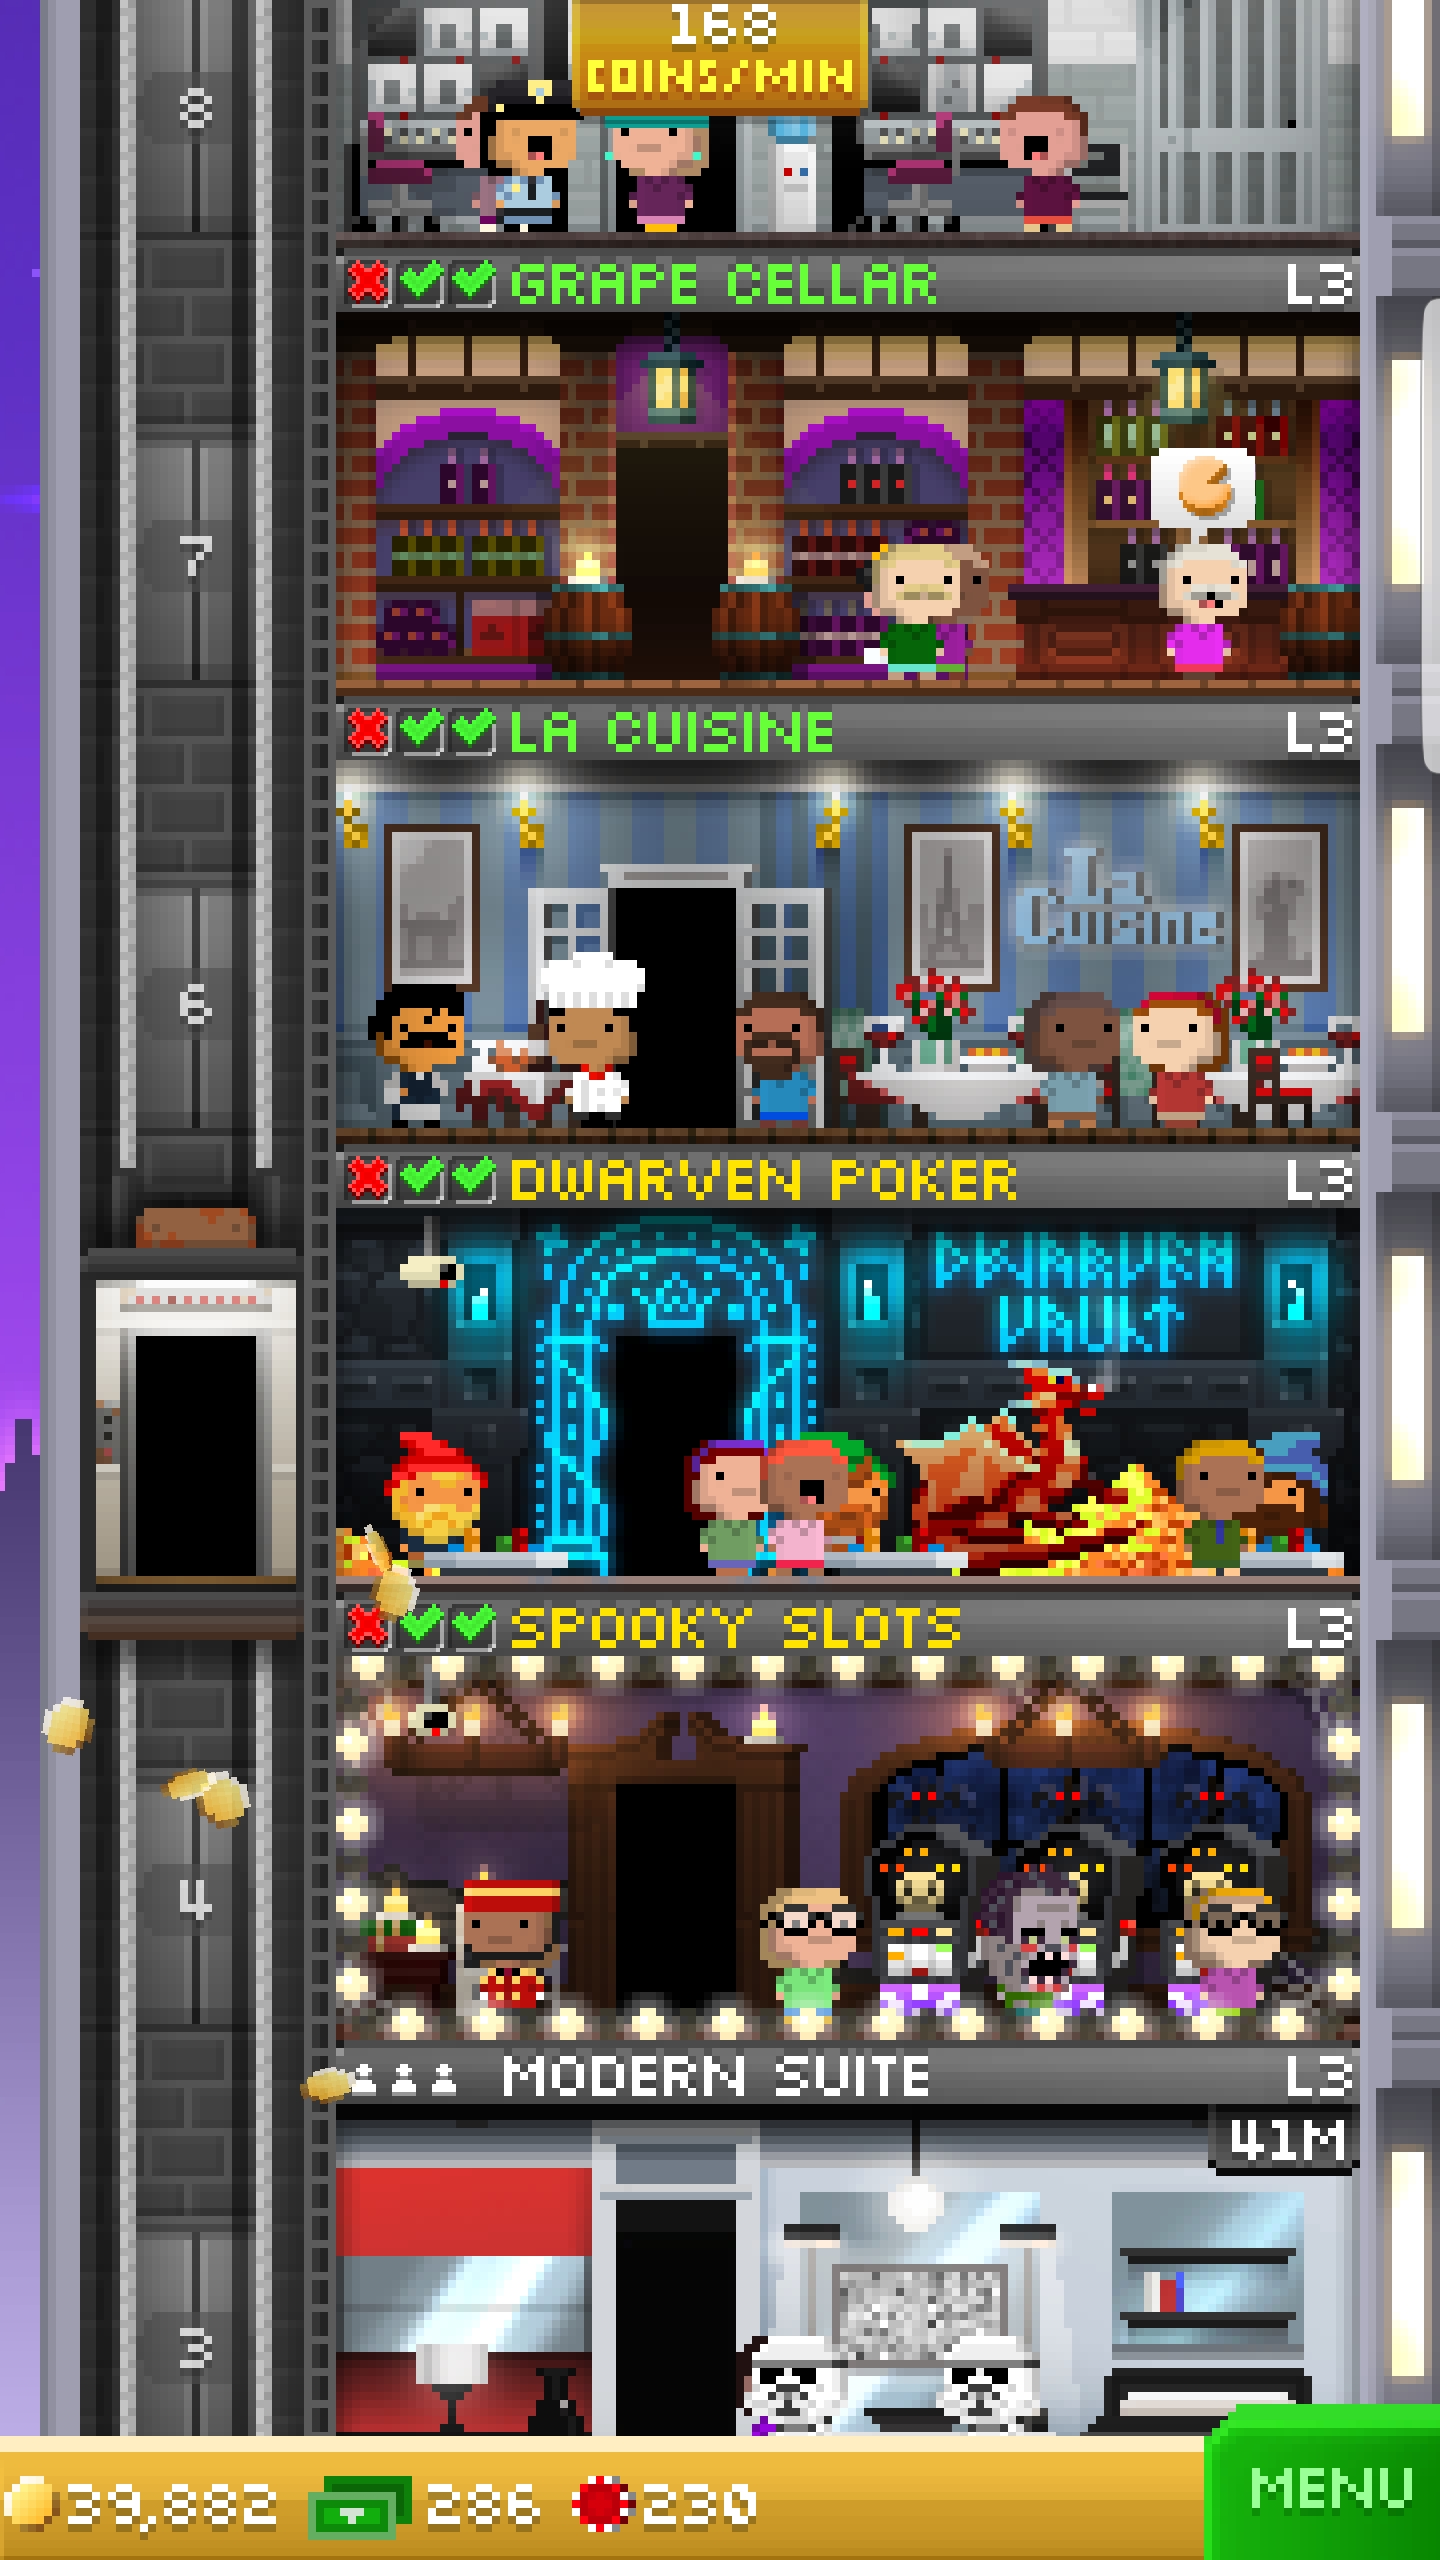 168
COINS/MIN
8
GRAPE CELLAR L3
7
LA CUISINE L3
La
Cuisine
6
DWARVEN POKER L3
DWARVEN
VAULT
SPOOKY SLOTS L3
4
MODERN SUITE L3
41M
3
39,882 286 230
MENU